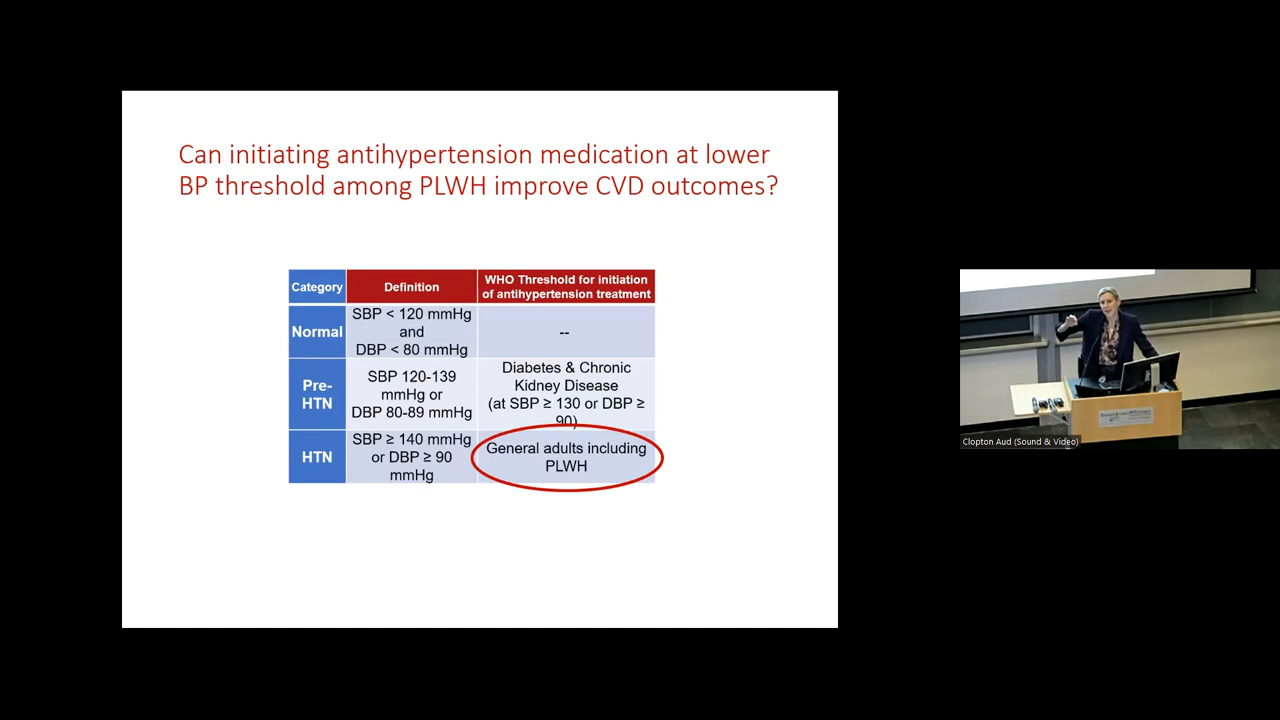 Can initiating antihypertension medication at lower
BP threshold among PLWH improve CVD outcomes?
Category
Definition
WHO Threshold for initiation
of antihypertension treatment
Normal
SBP < 120 mmHg
and
DBP < 80 mmHg
--
Pre-
HTN
SBP 120-139
mmHg or
DBP 80-89 mmHg
Diabetes & Chronic
Kidney Disease
(at SBP ≥ 130 or DBP ≥
90)
HTN
SBP ≥ 140 mmHg
or DBP ≥ 90
mmHg
General adults including
PLWH
Clopton Aud (Sound & Video)